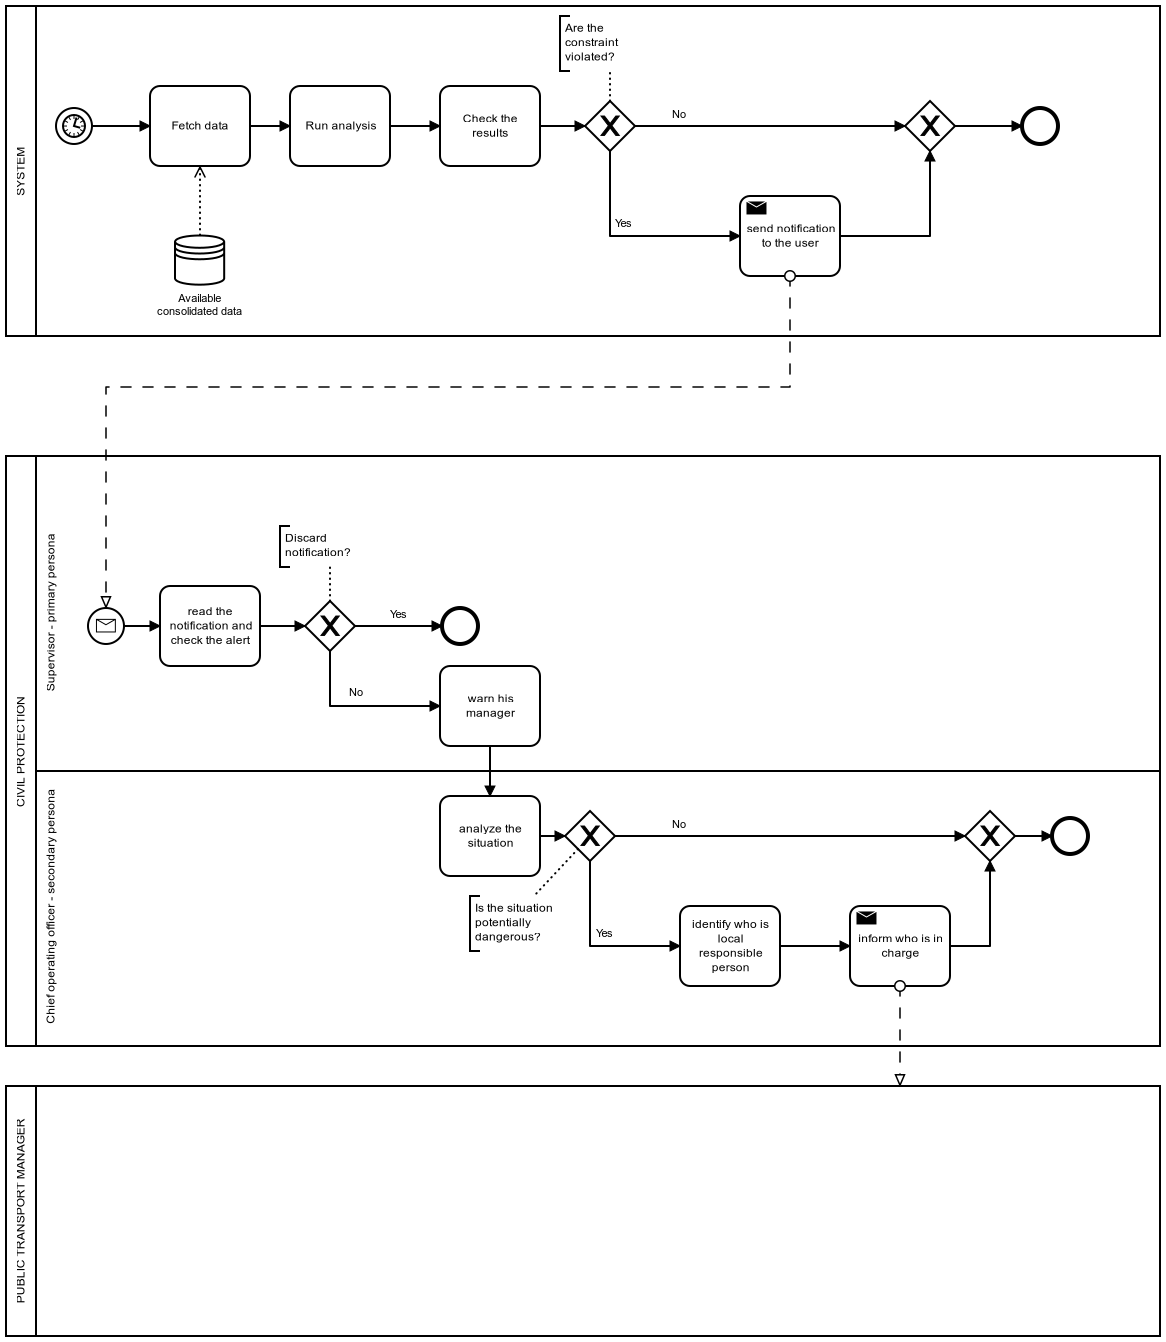 SYSTEM
Are the
constraint
violated?
Fetch data
Run analysis
Check the
results
No
Yes
send notification
to the user
Available
consolidated data
CIVIL PROTECTION
Supervisor - primary persona
Discard
notification?
read the
notification and
check the alert
Yes
No
warn his
manager
Chief operating officer - secondary persona
analyze the
situation
No
Is the situation
potentially
dangerous?
Yes
identify who is
local
responsible
person
inform who is in
charge
PUBLIC TRANSPORT MANAGER